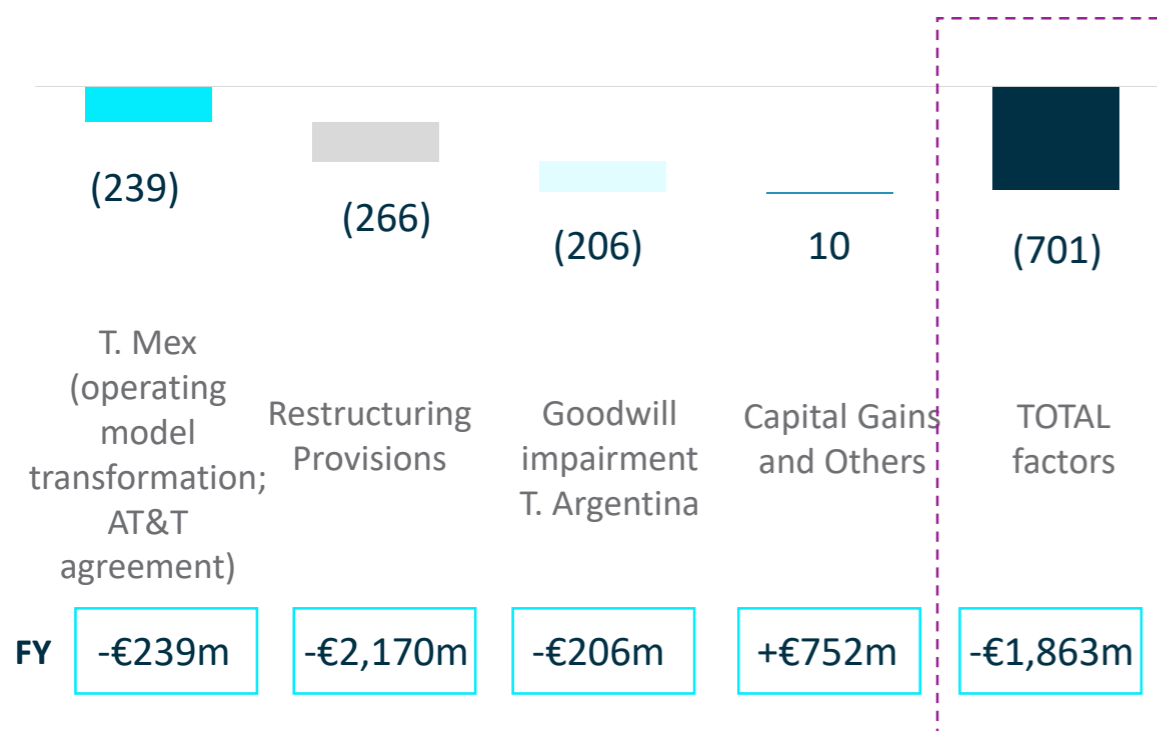 (239)
(266)
(206)
10
(701)
T. Mex
(operating
model
transformation;
AT&T
agreement)
Restructuring
Provisions
Goodwill
impairment
T. Argentina
Capital Gains
and Others
TOTAL
factors
FY
-€239m
-€2,170m
-€206m
+€752m
-€1,863m